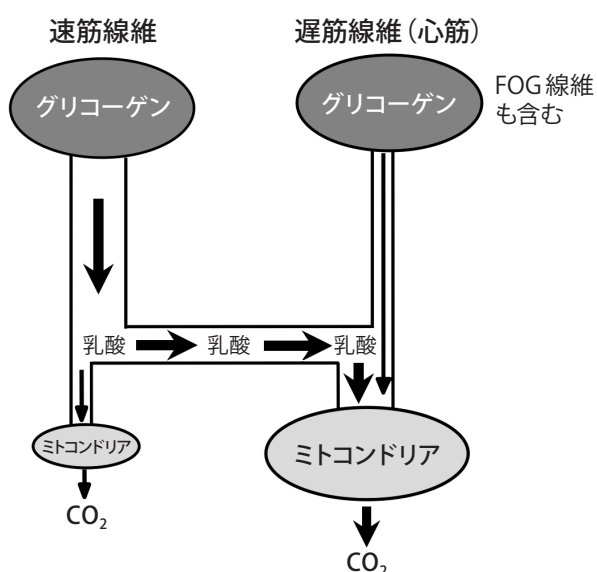 速筋線維
遅筋線維（心筋）
グリコーゲン
グリコーゲン
FOG線維
も含む
乳酸
乳酸
乳酸
ミトコンドリア
ミトコンドリア
CO₂
CO₂